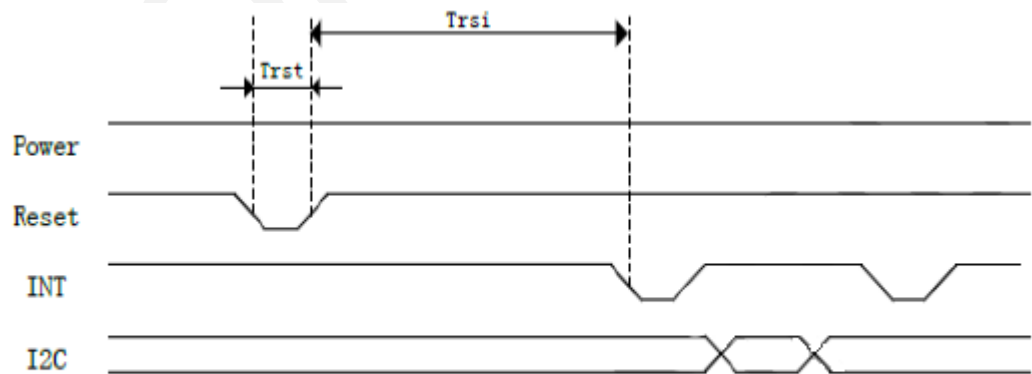 Trsi
Trst
Power
Reset
INT
I2C